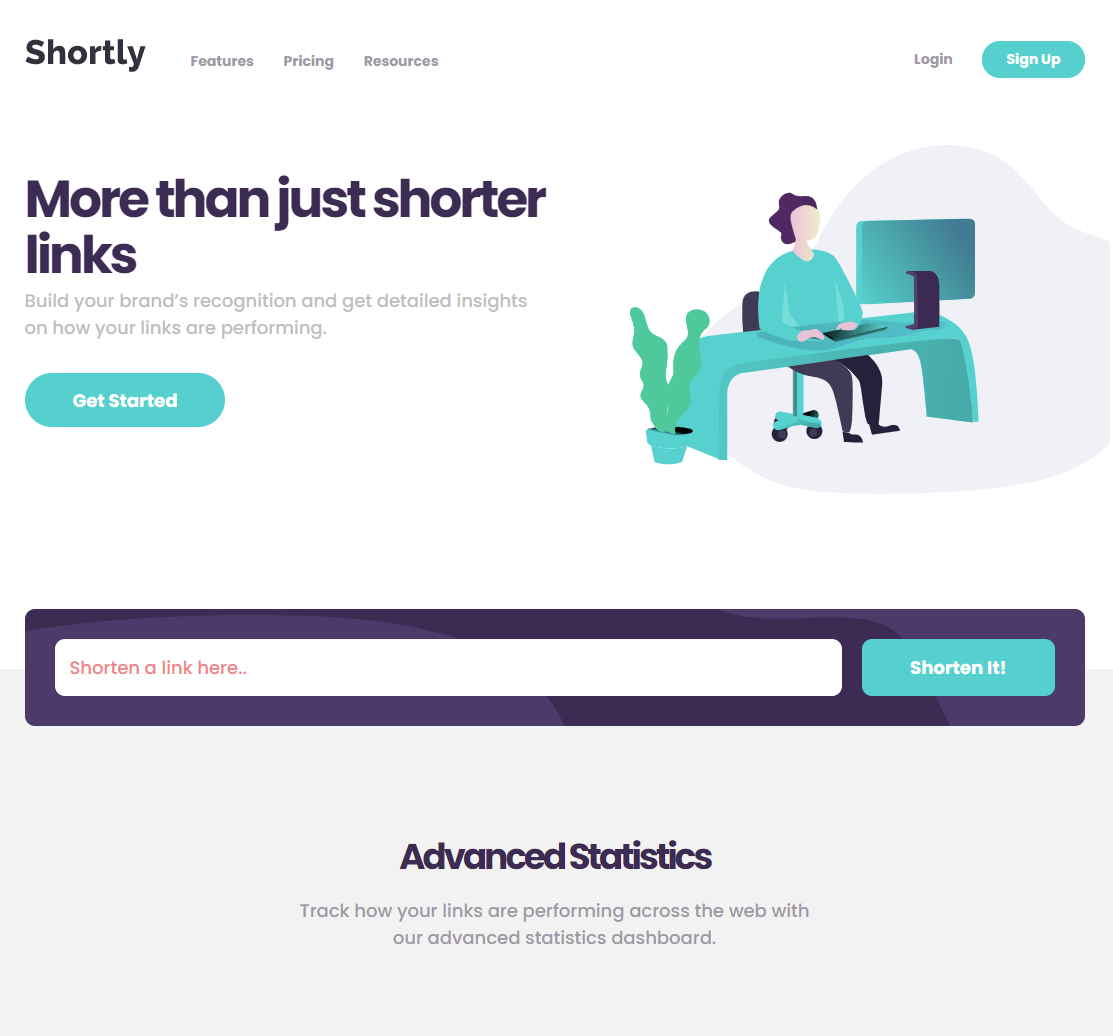 Shortly
Features
Pricing
Resources
Login
Sign Up
More than just shorter
links
Build your brand’s recognition and get detailed insights
on how your links are performing.
Get Started
Shorten a link here..
Shorten It!
Advanced Statistics
Track how your links are performing across the web with
our advanced statistics dashboard.